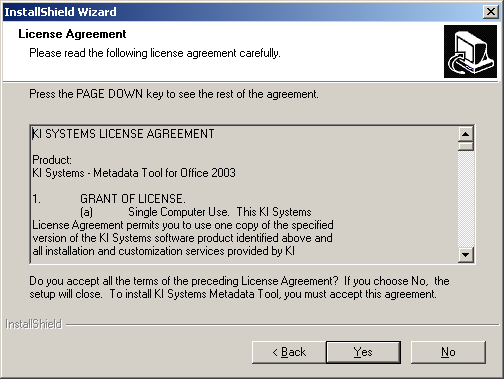 InstallShield Wizard
License Agreement
Please read the following license agreement carefully.
Press the PAGE DOWN key to see the rest of the agreement.
KI SYSTEMS LICENSE AGREEMENT
Product:
KI Systems - Metadata Tool for Office 2003
1. GRANT OF LICENSE.
(a) Single Computer Use. This KI Systems
License Agreement permits you to use one copy of the specified
version of the KI Systems software product identified above and
all installation and customization services provided by KI
Do you accept all the terms of the preceding License Agreement? If you choose No, the
setup will close. To install KI Systems Metadata Tool, you must accept this agreement.
InstallShield
< Back
Yes
No